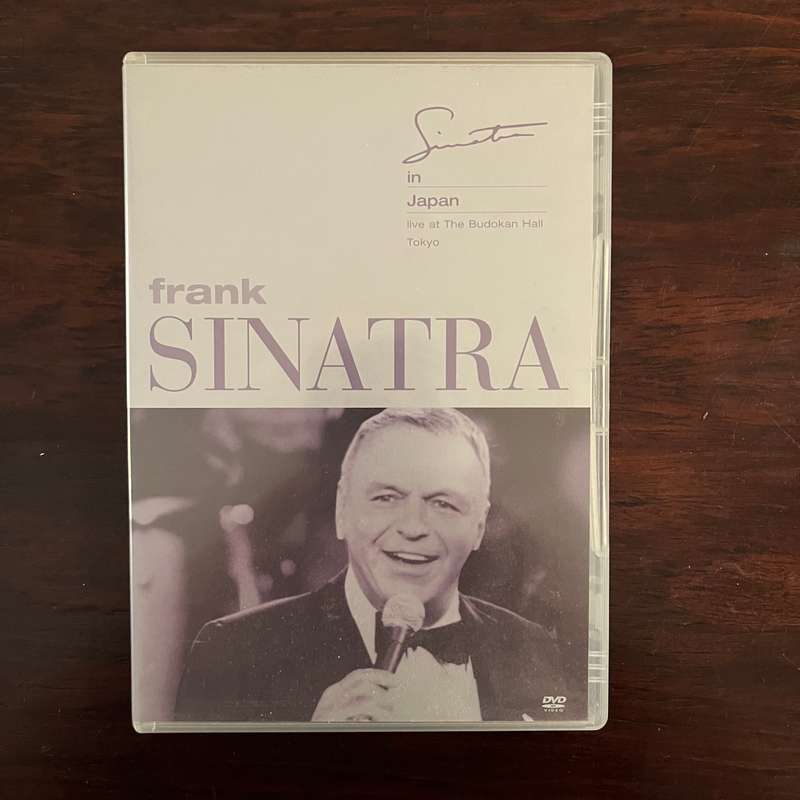 Sinatra
in
Japan
live at The Budokan Hall
Tokyo
frank
SINATRA
DVD
VIDEO